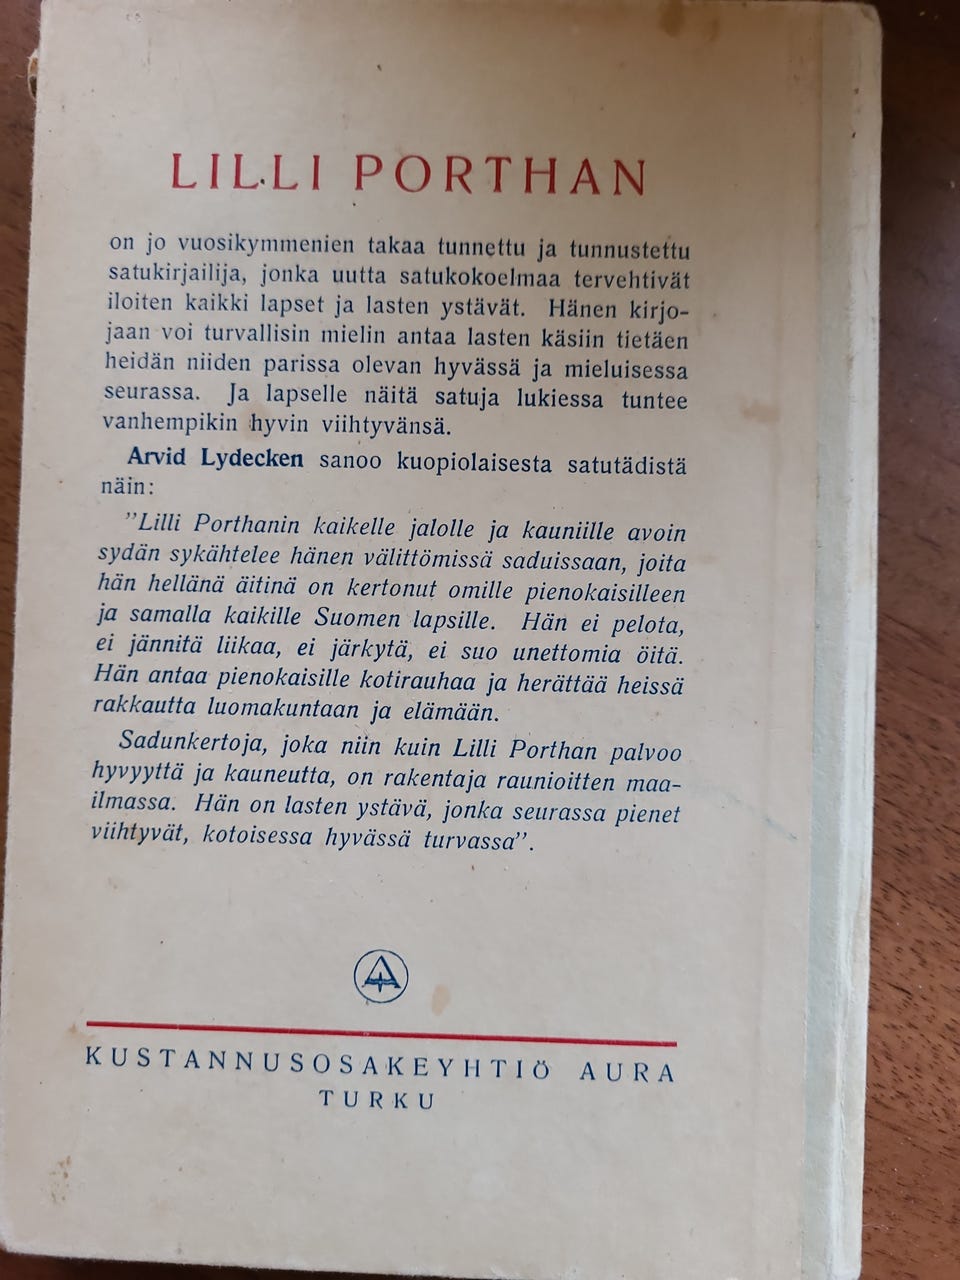 LILLI PORTHAN
on jo vuosikymmenien takaa tunnettu ja tunnustettu
satukirjailija, jonka uutta satukokoelmaa tervehtivät
iloiten kaikki lapset ja lasten ystävät. Hänen kirjo-
jaan voi turvallisin mielin antaa lasten käsiin tietäen
heidän niiden parissa olevan hyvässä ja mieluisessa
seurassa. Ja lapselle näitä satuja lukiessa tuntee
vanhempikin hyvin viihtyvänsä.
Arvid Lydecken sanoo kuopiolaisesta satutädistä
näin:
”Lilli Porthanin kaikelle jalolle ja kauniille avoin
sydän sykähtelee hänen välittömissä saduissaan, joita
hän hellänä äitinä on kertonut omille pienokaisilleen
ja samalla kaikille Suomen lapsille. Hän ei pelota,
ei jännitä liikaa, ei järkytä, ei suo unettomia öitä.
Hän antaa pienokaisille kotirauhaa ja herättää heissä
rakkautta luomakuntaan ja elämään.
Sadunkertoja, joka niin kuin Lilli Porthan palvoo
hyvyyttä ja kauneutta, on rakentaja raunioitten maa-
ilmassa. Hän on lasten ystävä, jonka seurassa pienet
viihtyvät, kotoisessa hyvässä turvassa”.
A
KUSTANNUSOSAKEYHTIÖ AURA
TURKU